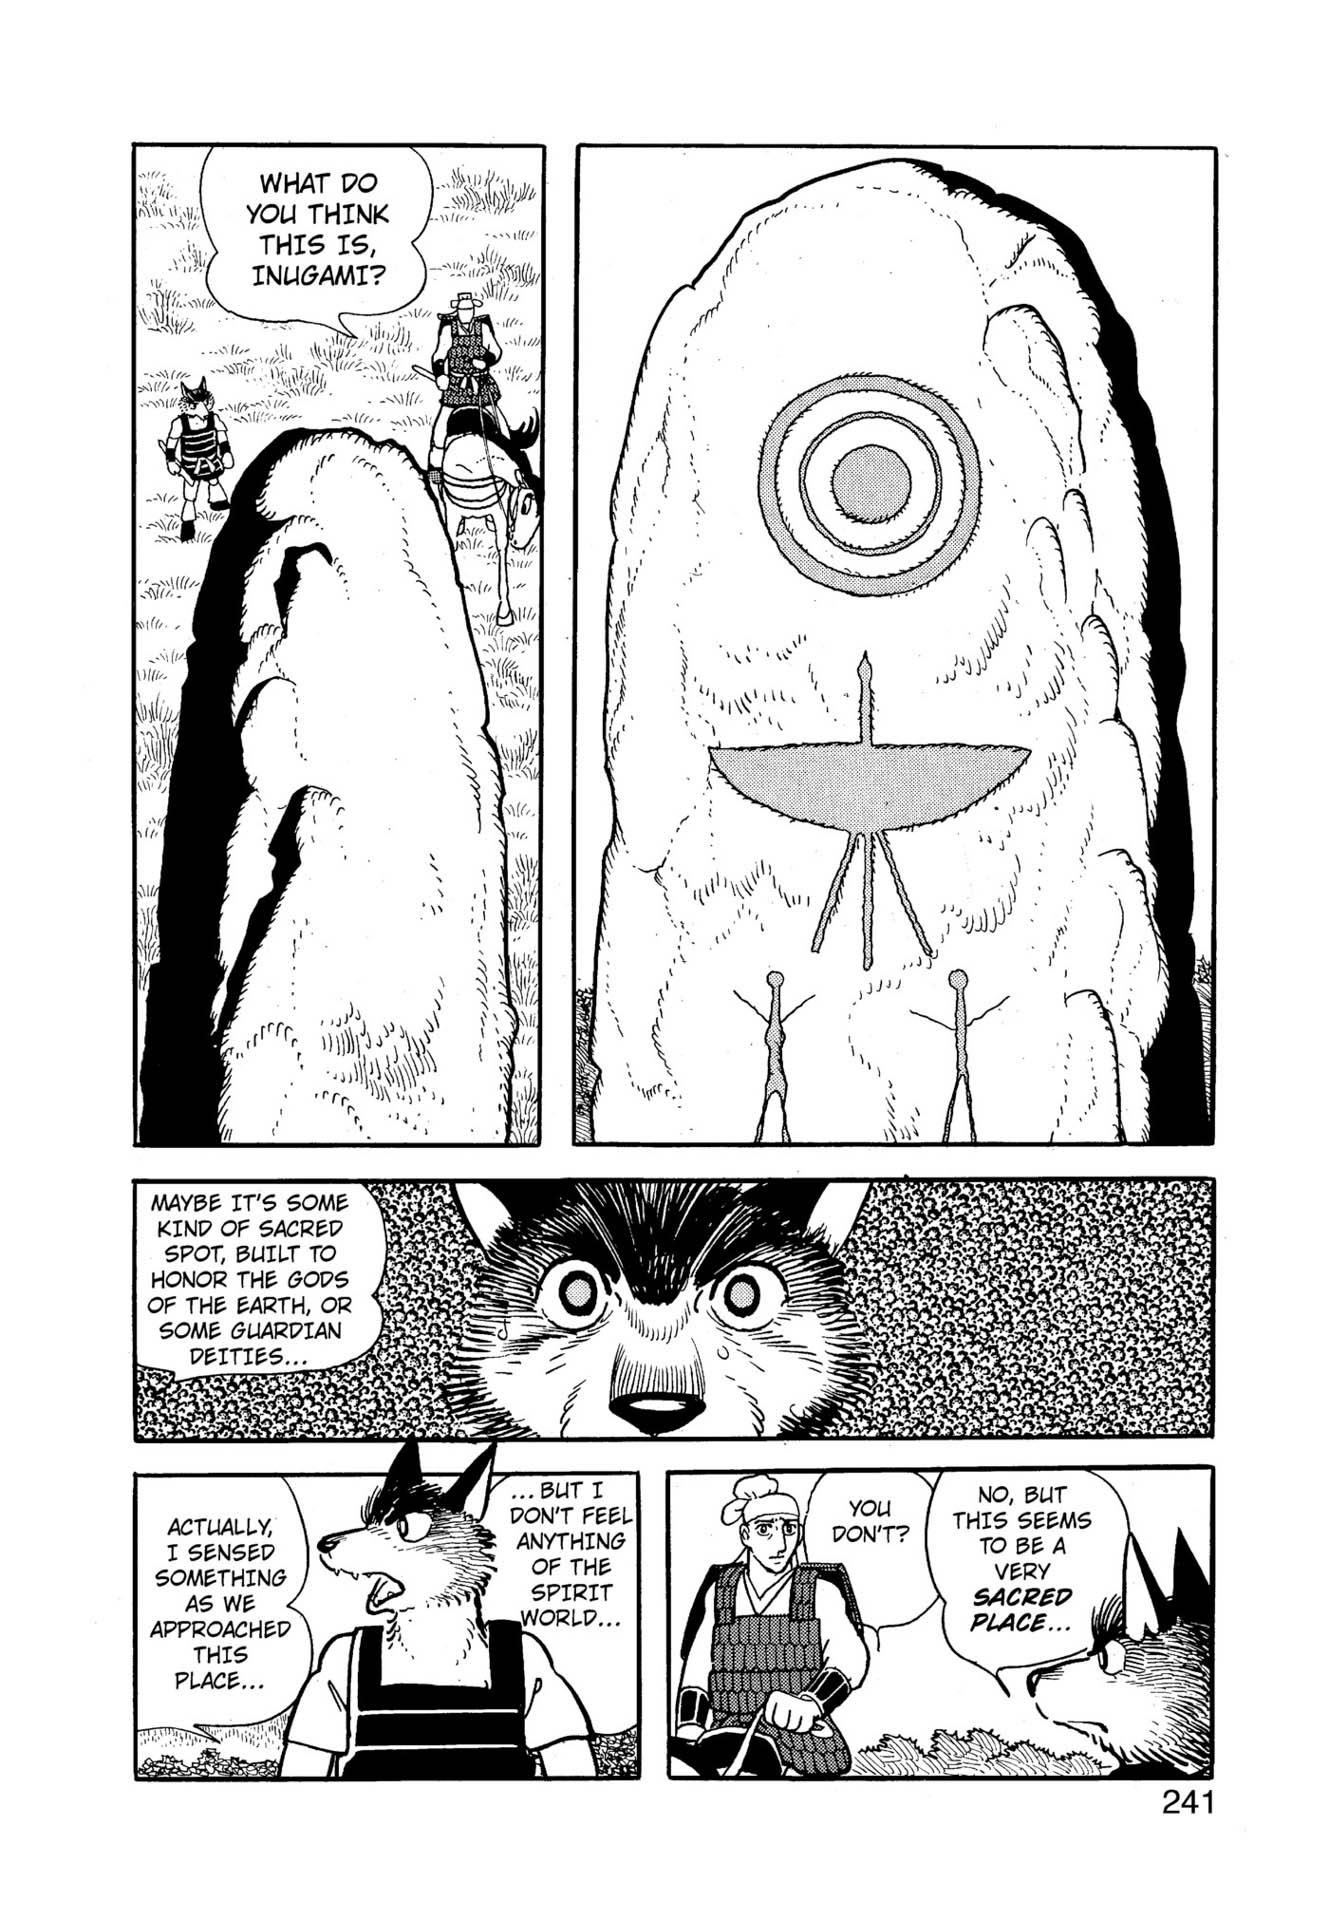 WHAT DO
YOU THINK
THIS IS,
INUGAMI?
MAYBE IT'S SOME
KIND OF SACRED
SPOT, BUILT TO
HONOR THE GODS
OF THE EARTH, OR
SOME GUARDIAN
DEITIES...
ACTUALLY,
I SENSED
SOMETHING
AS WE
APPROACHED
THIS
PLACE...
...BUT I
DON'T FEEL
ANYTHING
OF THE
SPIRIT
WORLD...
YOU
DON'T?
NO, BUT
THIS SEEMS
TO BE A
VERY
SACRED
PLACE...
241